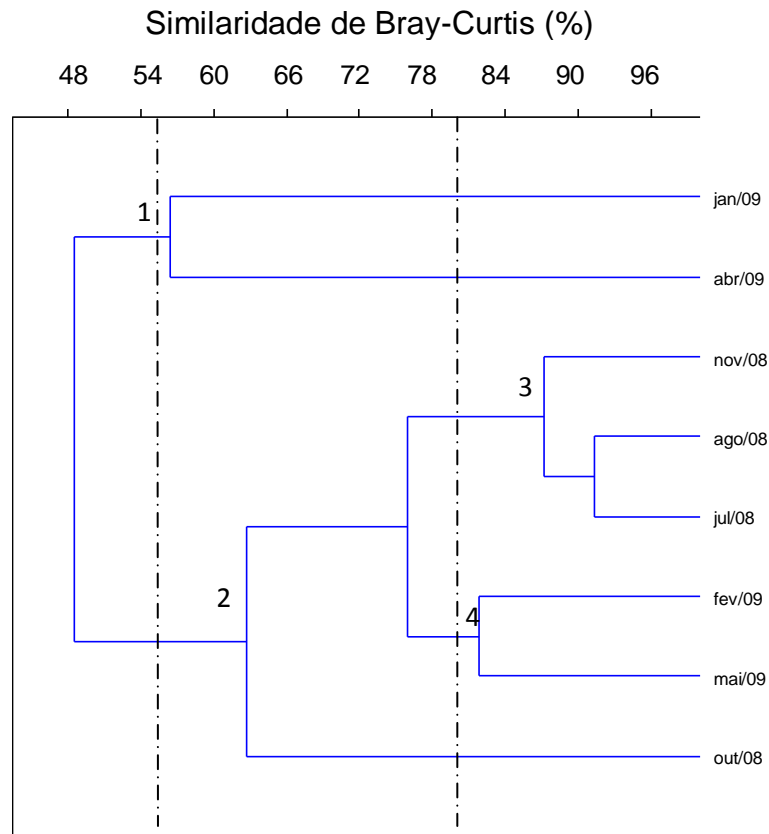 Similaridade de Bray-Curtis (%)
48 54 60 66 72 78 84 90 96
jan/09
1
abr/09
nov/08
3
ago/08
jul/08
fev/09
2
4
mai/09
out/08